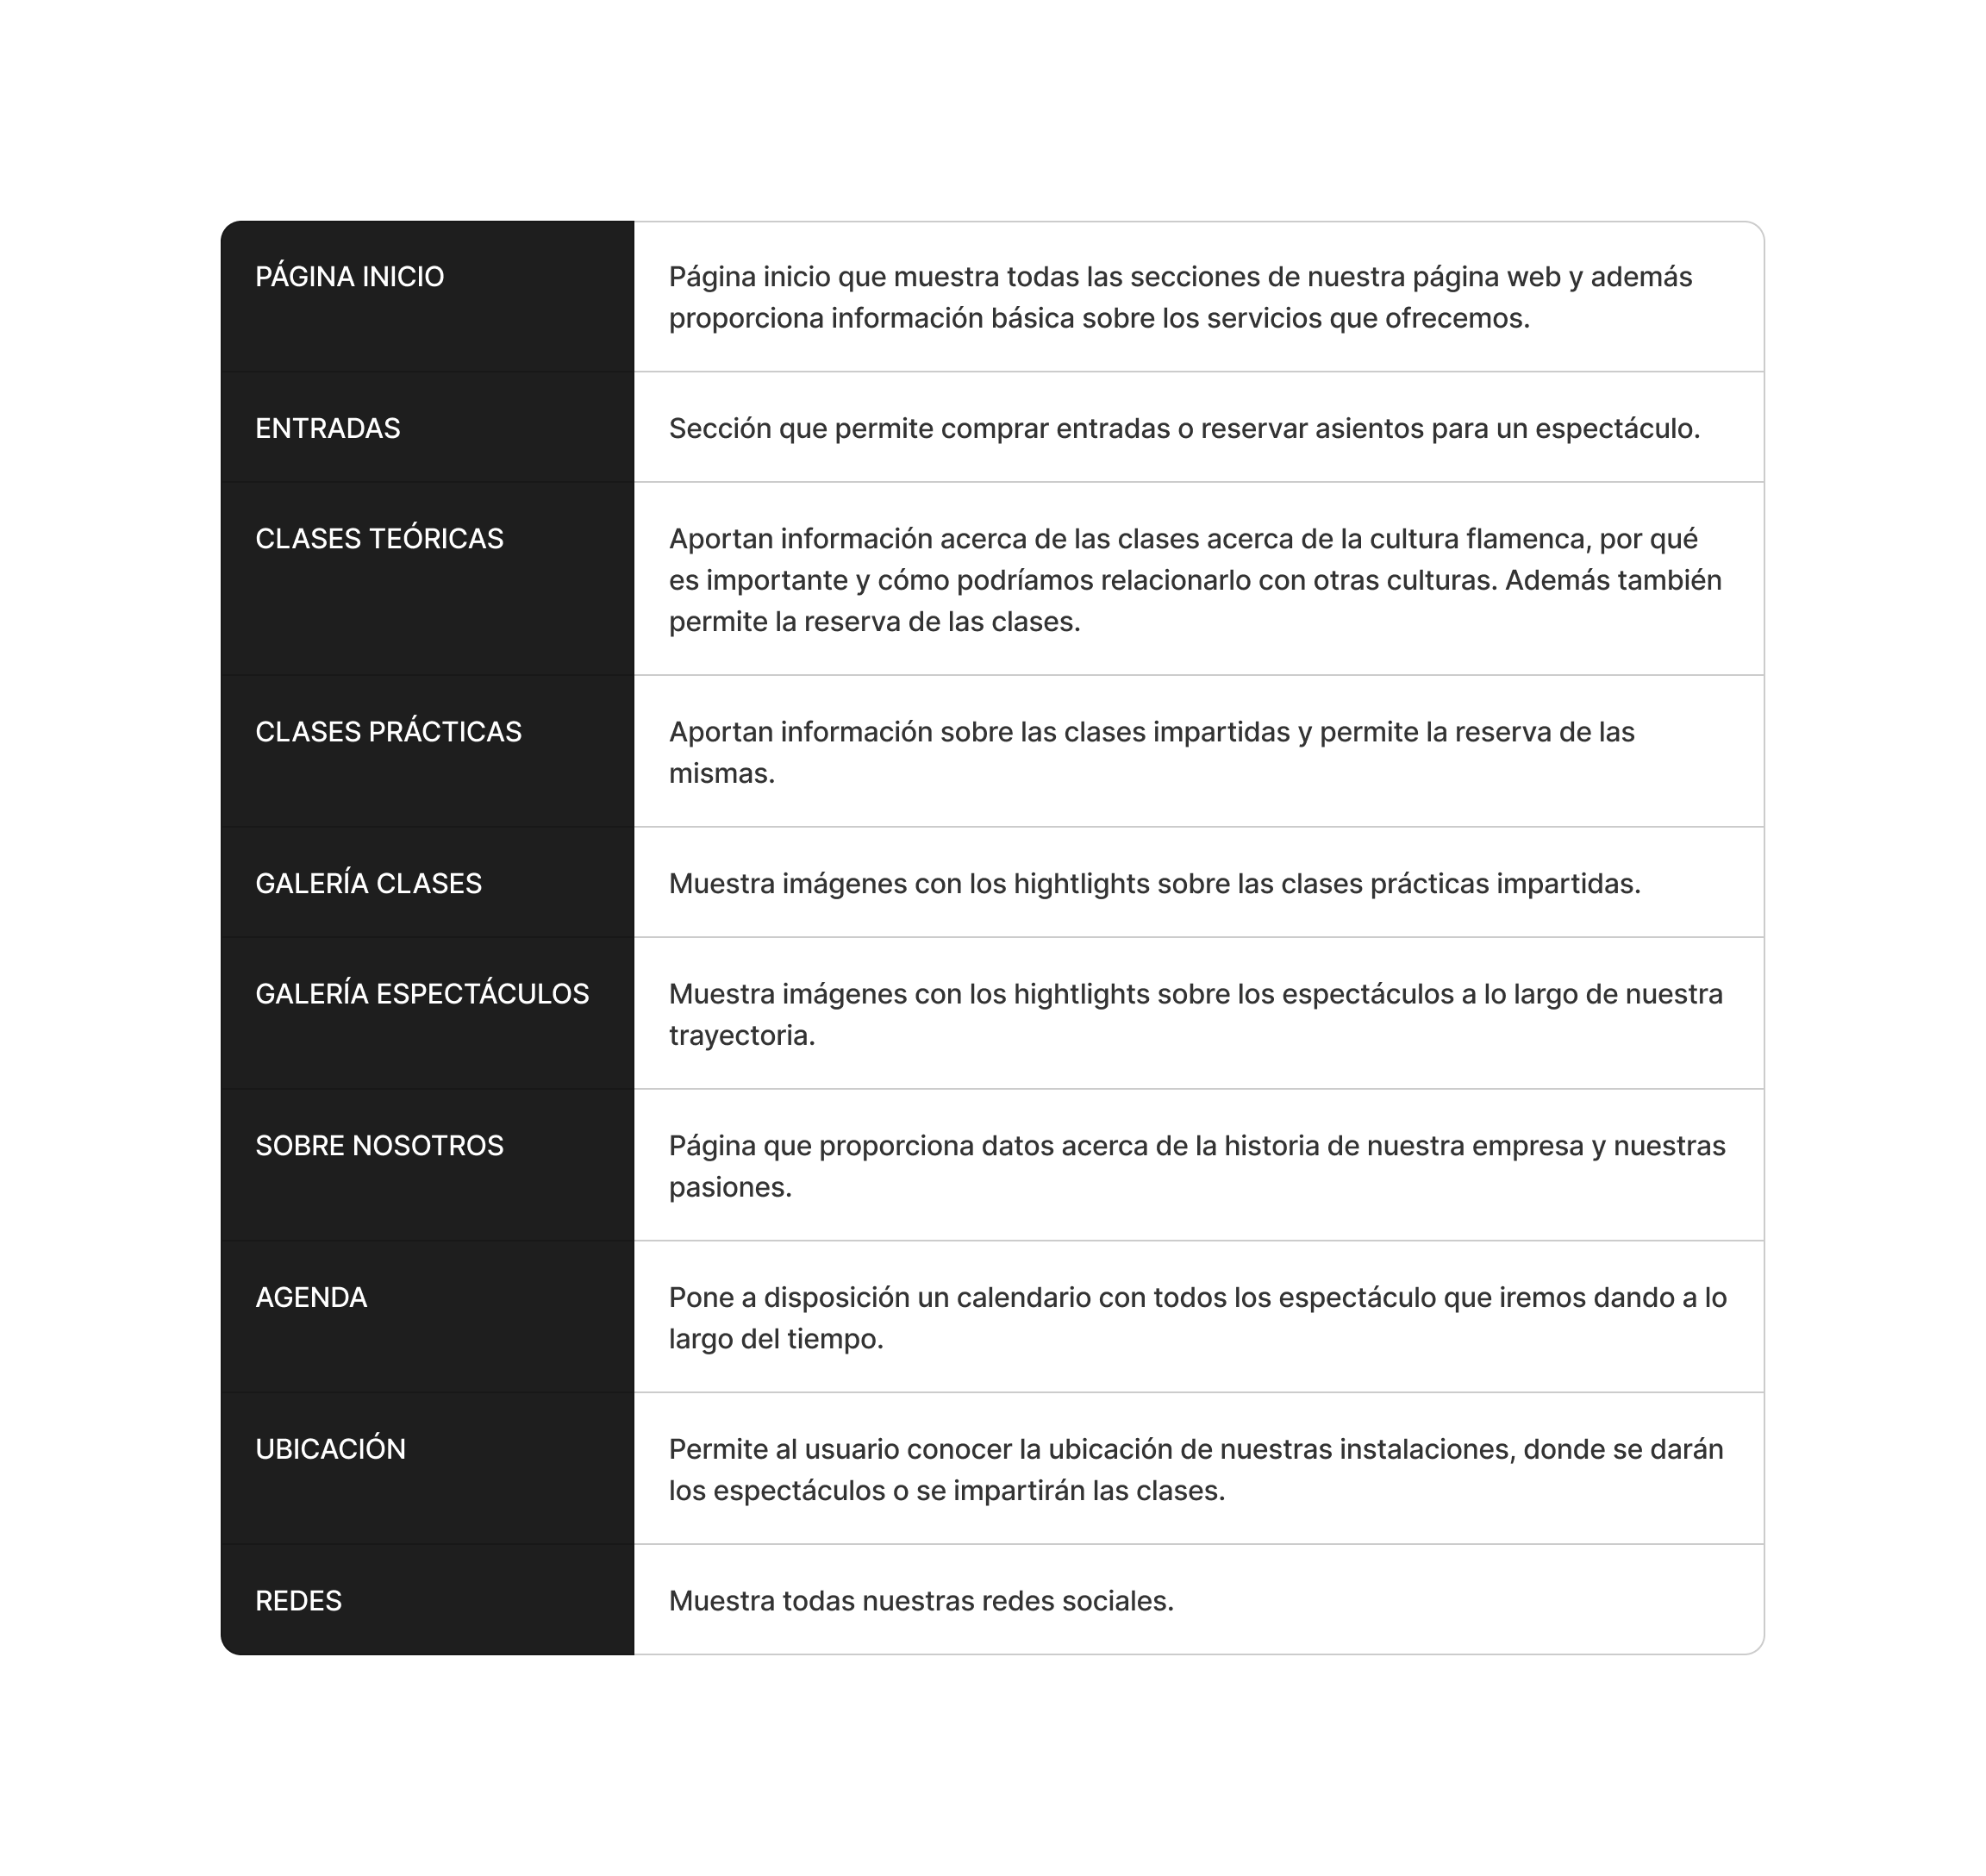 PÁGINA INICIO
Página inicio que muestra todas las secciones de nuestra página web y además
proporciona información básica sobre los servicios que ofrecemos.
ENTRADAS
Sección que permite comprar entradas o reservar asientos para un espectáculo.
CLASES TEÓRICAS
Aportan información acerca de las clases acerca de la cultura flamenca, por qué
es importante y cómo podríamos relacionarlo con otras culturas. Además también
permite la reserva de las clases.
CLASES PRÁCTICAS
Aportan información sobre las clases impartidas y permite la reserva de las
mismas.
GALERÍA CLASES
Muestra imágenes con los hightlights sobre las clases prácticas impartidas.
GALERÍA ESPECTÁCULOS
Muestra imágenes con los hightlights sobre los espectáculos a lo largo de nuestra
trayectoria.
SOBRE NOSOTROS
Página que proporciona datos acerca de la historia de nuestra empresa y nuestras
pasiones.
AGENDA
Pone a disposición un calendario con todos los espectáculo que iremos dando a lo
largo del tiempo.
UBICACIÓN
Permite al usuario conocer la ubicación de nuestras instalaciones, donde se darán
los espectáculos o se impartirán las clases.
REDES
Muestra todas nuestras redes sociales.